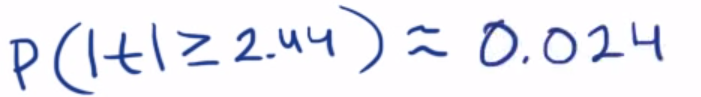 P(|t| ≥ 2.44) ≈ 0.024